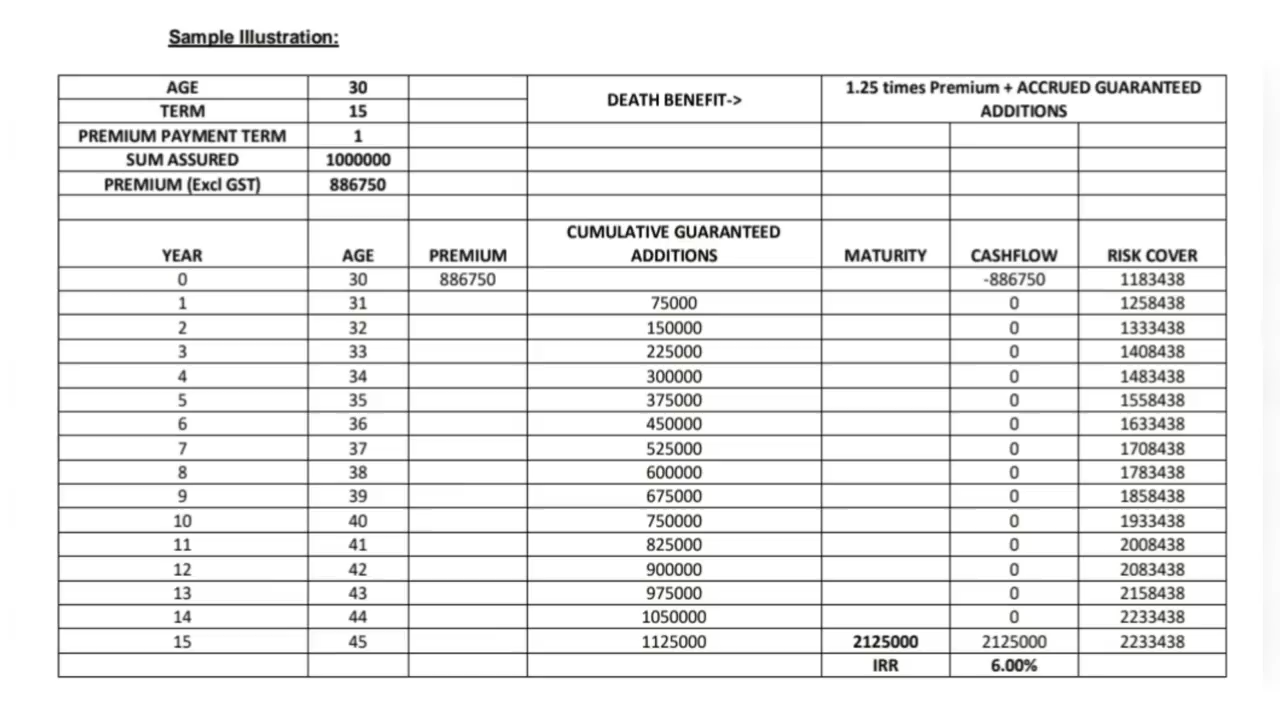 Sample Illustration:
AGE 30 DEATH BENEFIT-> 1.25 times Premium + ACCRUED GUARANTEED ADDITIONS
TERM 15
PREMIUM PAYMENT TERM 1
SUM ASSURED 1000000
PREMIUM (Excl GST) 886750
YEAR AGE PREMIUM CUMULATIVE GUARANTEED ADDITIONS MATURITY CASHFLOW RISK COVER
0 30 886750 -886750 1183438
1 31 75000 0 1258438
2 32 150000 0 1333438
3 33 225000 0 1408438
4 34 300000 0 1483438
5 35 375000 0 1558438
6 36 450000 0 1633438
7 37 525000 0 1708438
8 38 600000 0 1783438
9 39 675000 0 1858438
10 40 750000 0 1933438
11 41 825000 0 2008438
12 42 900000 0 2083438
13 43 975000 0 2158438
14 44 1050000 0 2233438
15 45 1125000 2125000 2125000 2233438
IRR 6.00%